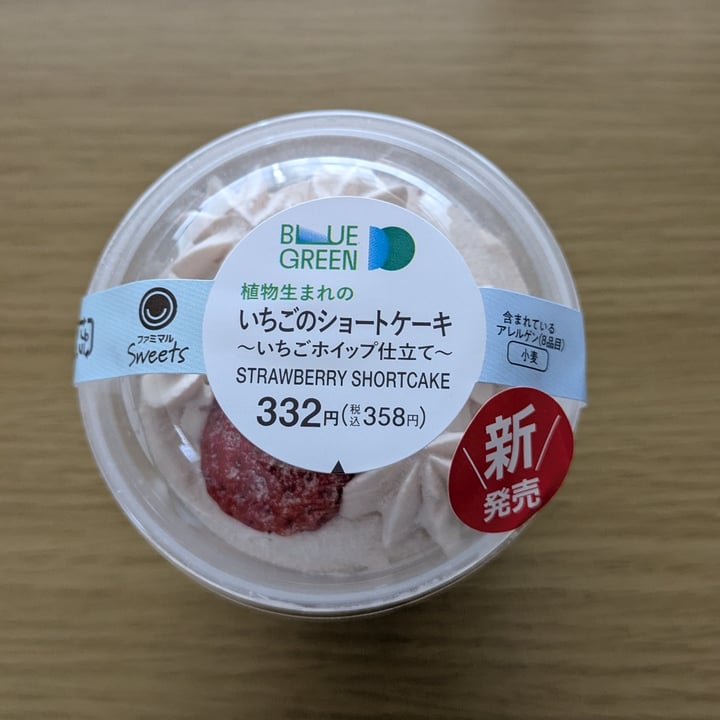 BLUE
GREEN
植物生まれの
いちごのショートケーキ
～いちごホイップ仕立て～
STRAWBERRY SHORTCAKE
332円(税込358円)
ファミマル
Sweets
含まれている
アレルゲン(8品目)
小麦
新
発売